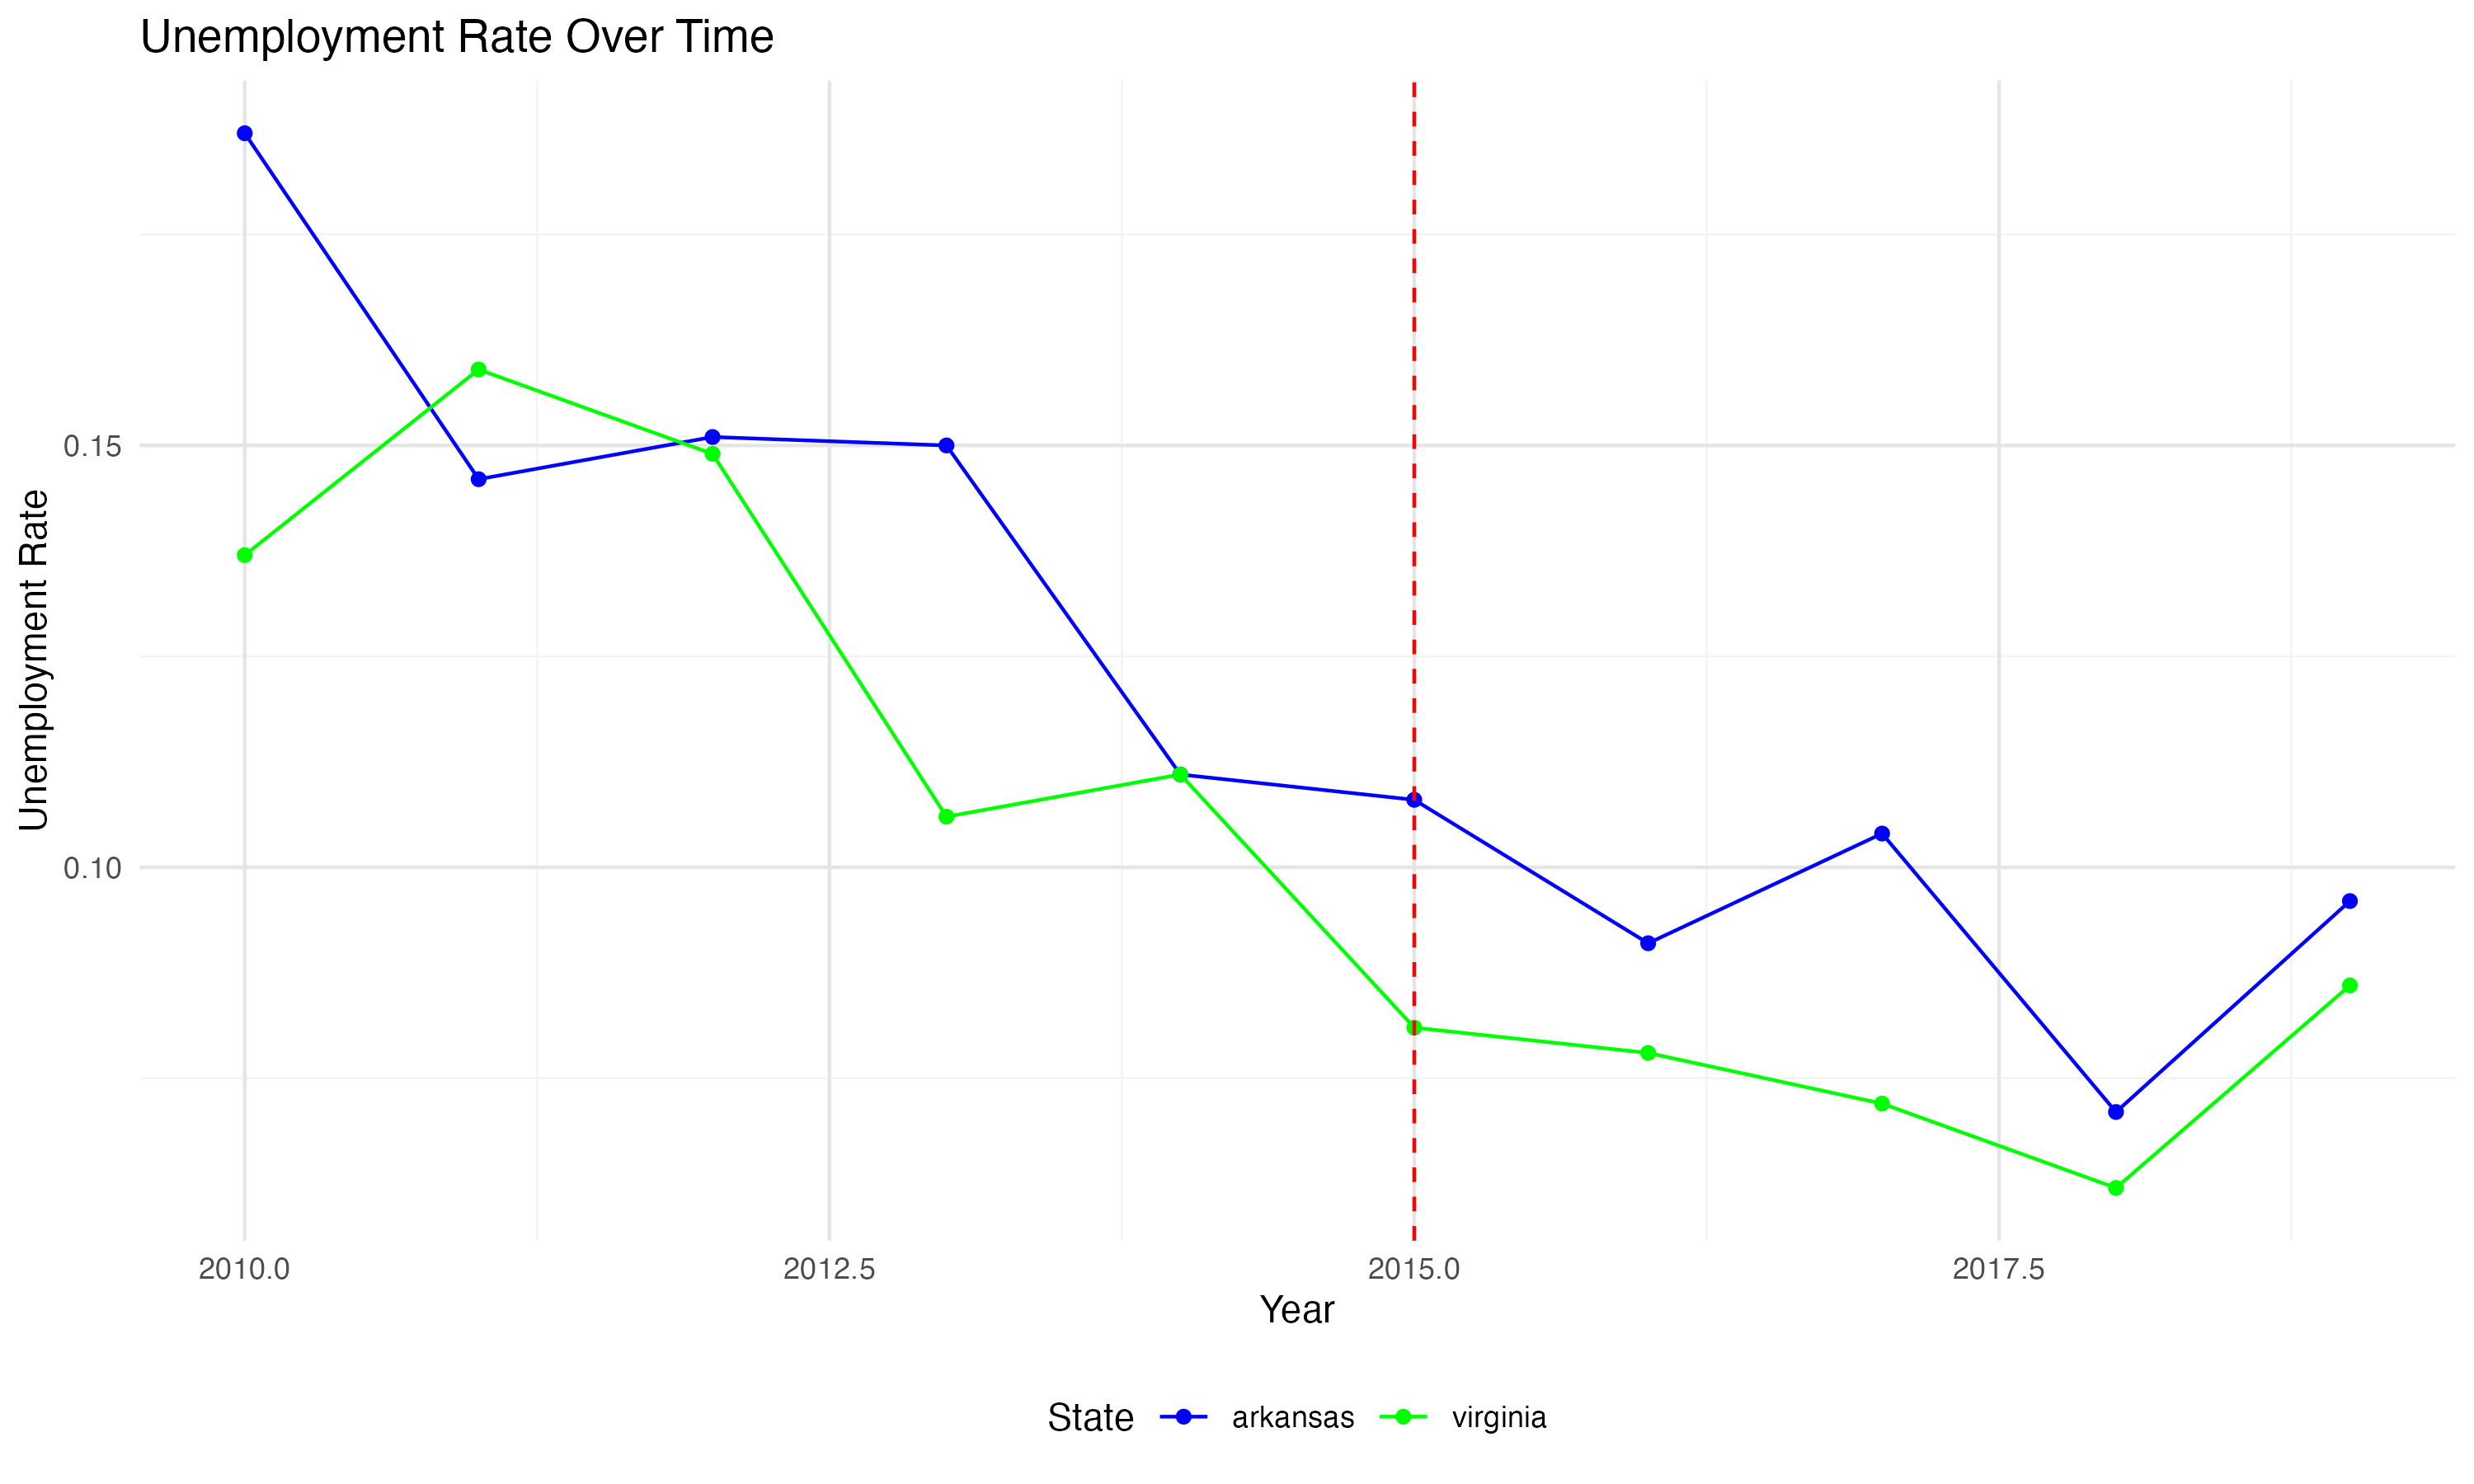 Unemployment Rate Over Time
Unemployment Rate
0.15
0.10
2010.0 2012.5 2015.0 2017.5
Year
State arkansas virginia